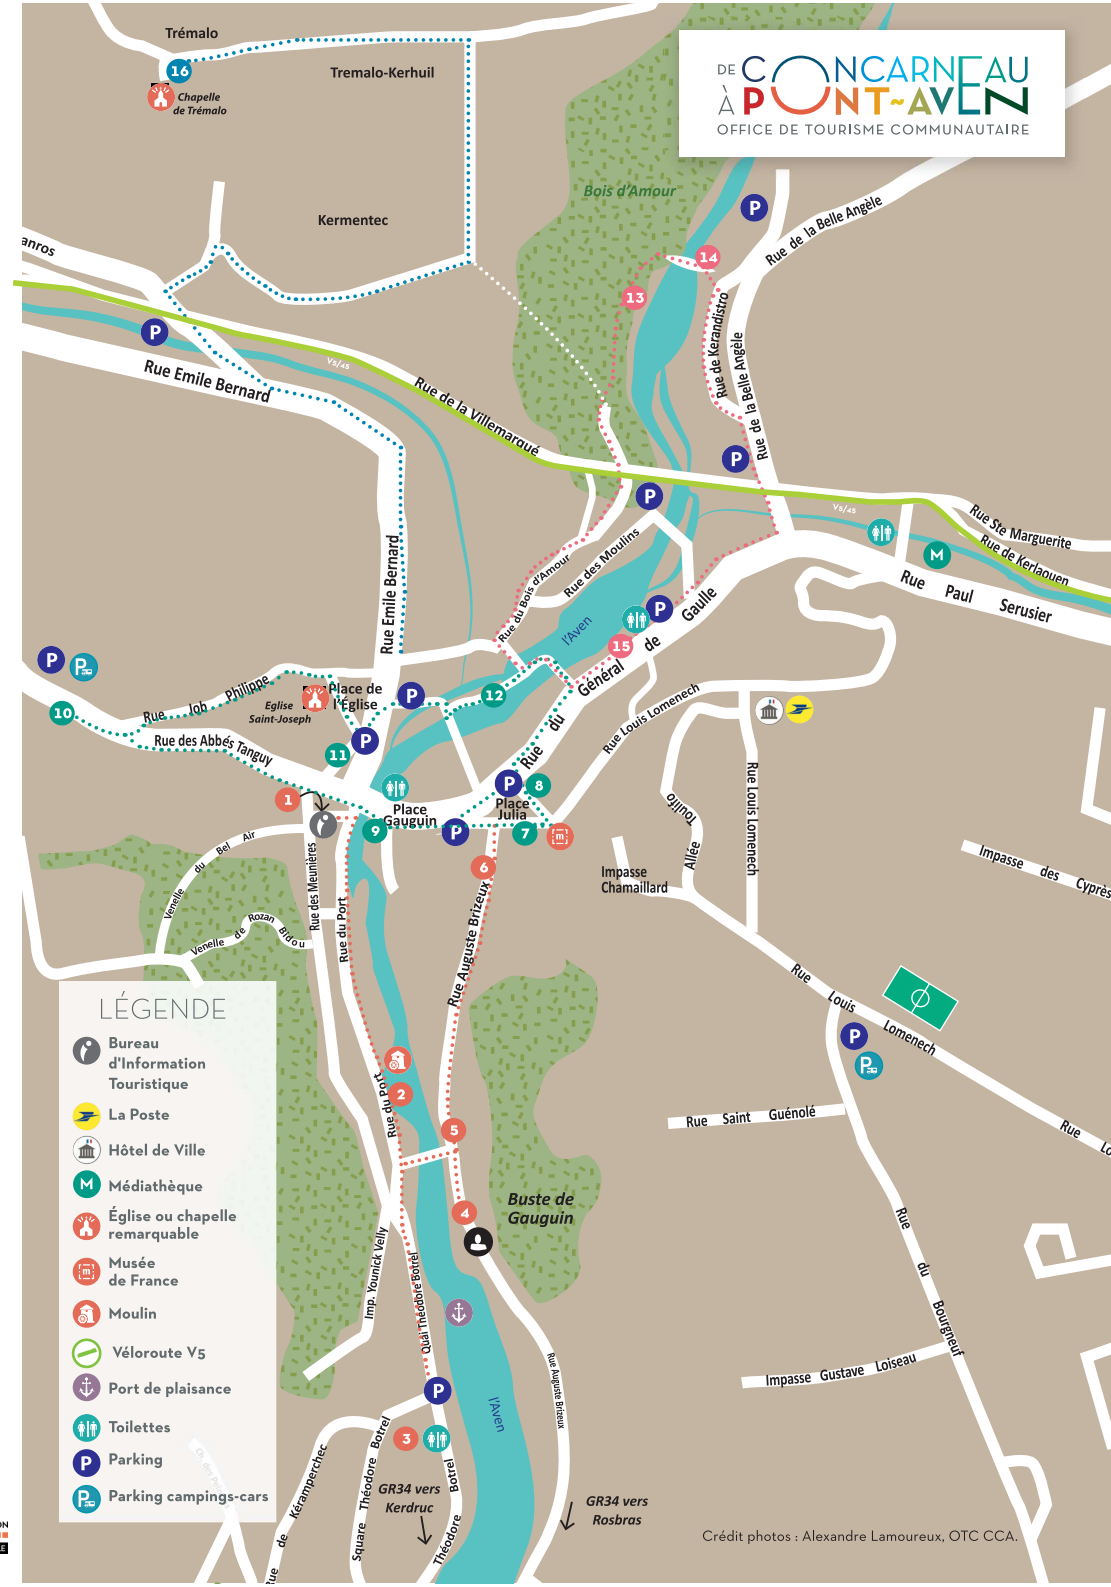 Trémalo
16
Chapelle
de Trémalo
Tremalo-Kerhuil
DE CONCARNEAU
À PONT~AVEN
OFFICE DE TOURISME COMMUNAUTAIRE
Bois d'Amour
P
Kermentec
Rue de la Belle Angèle
anros
14
13
Rue de Kerandistro
Rue de la Belle Angèle
P
V5/45
Rue Emile Bernard
Rue de la Villemarqué
P
P
V5/45
Rue Ste Marguerite
Rue de Kerlaouen
M
Rue Paul Serusier
Rue Emile Bernard
Rue du Bois d'Amour
Rue des Moulins
l'Aven
P
15
Rue du Général de Gaulle
P
P
10
Rue Job Philippe
Eglise
Saint-Joseph
Place de
l'Église
P
12
Rue des Abbés Tanguy
11
P
Rue Louis Lomenech
1
Place
Gauguin
P
Place
Julia
8
9
P
7
m
Allée Tourlito
Rue Louis Lomenech
Venelle du Bel Air
Rue des Meunières
6
Impasse
Chamaillard
Impasse des Cyprès
Venelle de Rozan Bidou
Rue du Port
Rue Auguste Brizeux
Rue Louis Lomenech
P
P
LÉGENDE
Bureau
d'Information
Touristique
La Poste
Hôtel de Ville
M
Médiathèque
Église ou chapelle
remarquable
m
Musée
de France
Moulin
Véloroute V5
Port de plaisance
Toilettes
P
Parking
P
Parking campings-cars
Rue du Port
2
5
Rue Saint Guénolé
Rue Lo
4
Buste de
Gauguin
Imp. Younick Velly
Quai Théodore Botrel
Rue du Bourgneuf
Impasse Gustave Loiseau
Rue Auguste Brizeux
P
l'Aven
3
Square Théodore Botrel
Rue de Kéramperchec
Théodore Botrel
GR34 vers
Kerdruc
GR34 vers
Rosbras
Crédit photos : Alexandre Lamoureux, OTC CCA.
ON
LE